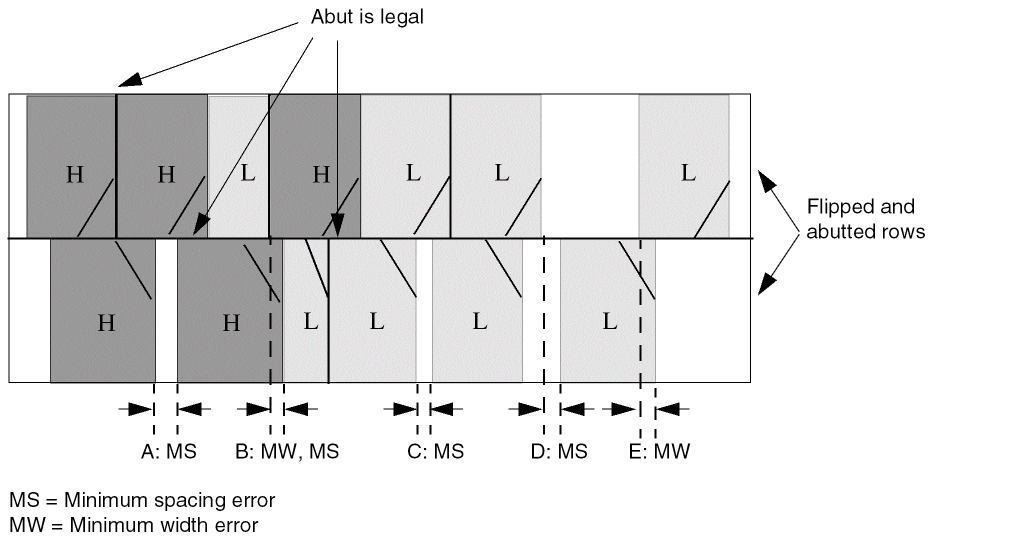 Abut is legal
H H L H L L L
Flipped and
abutted rows
H H L L L L
A: MS B: MW, MS C: MS D: MS E: MW
MS = Minimum spacing error
MW = Minimum width error